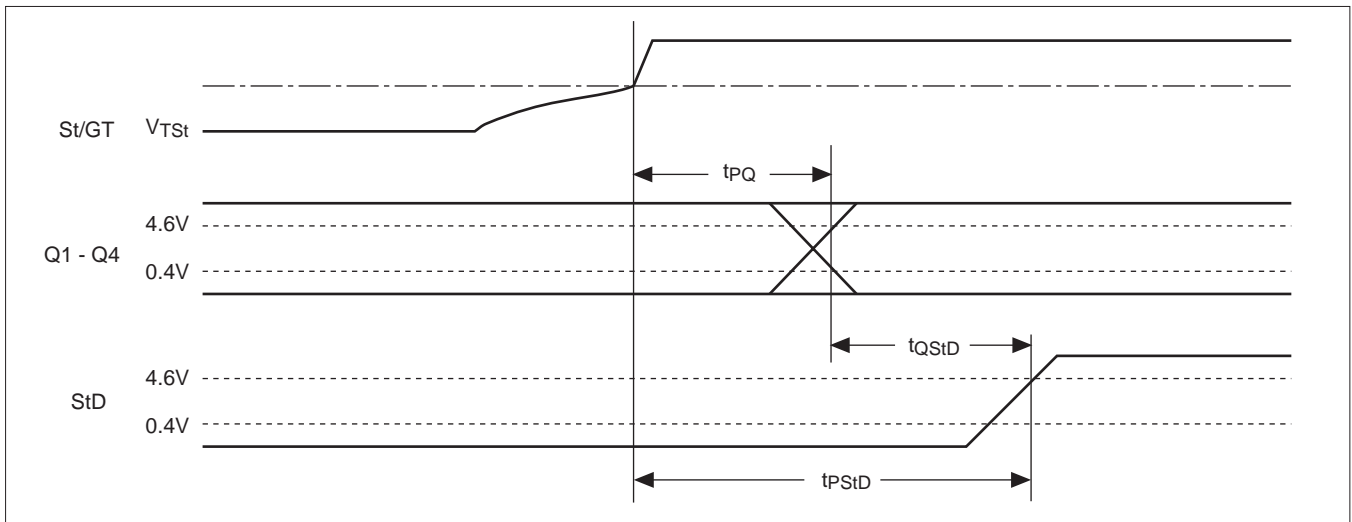 St/GT VTSt
tPQ
4.6V
Q1 - Q4
0.4V
tQStD
4.6V
StD
0.4V
tPStD